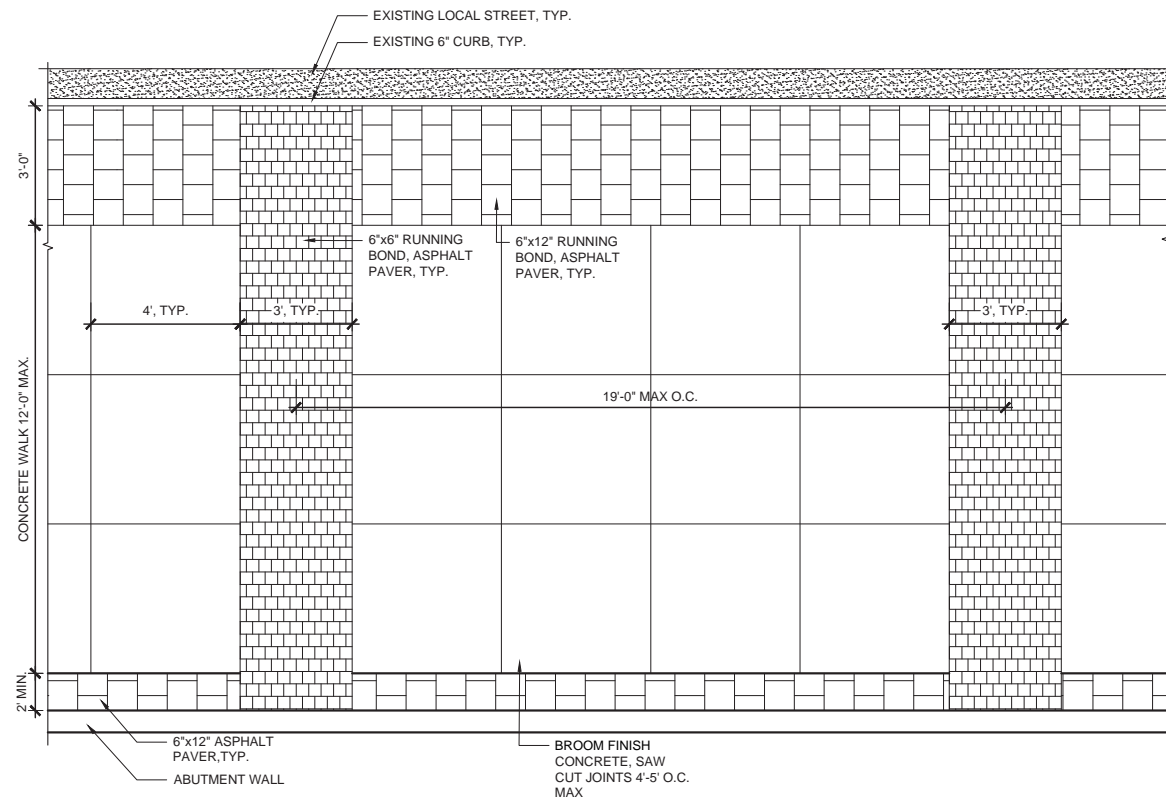 EXISTING LOCAL STREET, TYP.
EXISTING 6" CURB, TYP.
3'-0"
6"x6" RUNNING
BOND, ASPHALT
PAVER, TYP.
6"x12" RUNNING
BOND, ASPHALT
PAVER, TYP.
4', TYP.
3', TYP.
3', TYP.
19'-0" MAX O.C.
CONCRETE WALK 12'-0" MAX.
2' MIN.
6"x12" ASPHALT
PAVER,TYP.
ABUTMENT WALL
BROOM FINISH
CONCRETE, SAW
CUT JOINTS 4'-5' O.C.
MAX